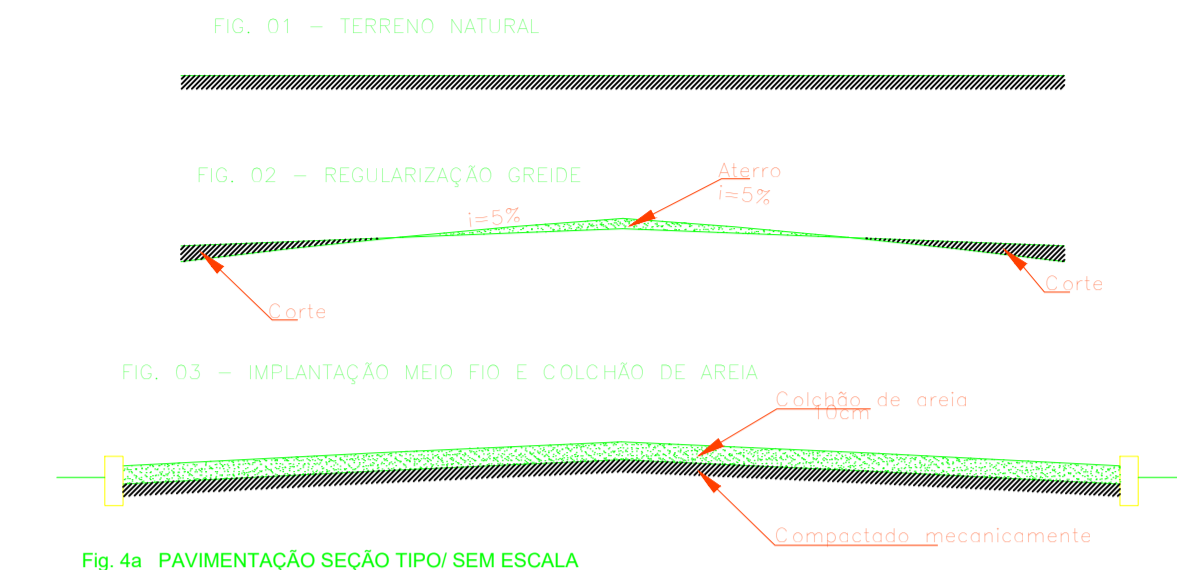 FIG. 01 - TERRENO NATURAL
FIG. 02 - REGULARIZAÇÃO GREIDE
Aterro
i=5%
i=5%
Corte
Corte
FIG. 03 - IMPLANTAÇÃO MEIO FIO E COLCHÃO DE AREIA
Colchão de areia
10cm
Compactado mecanicamente
Fig. 4a PAVIMENTAÇÃO SEÇÃO TIPO/ SEM ESCALA